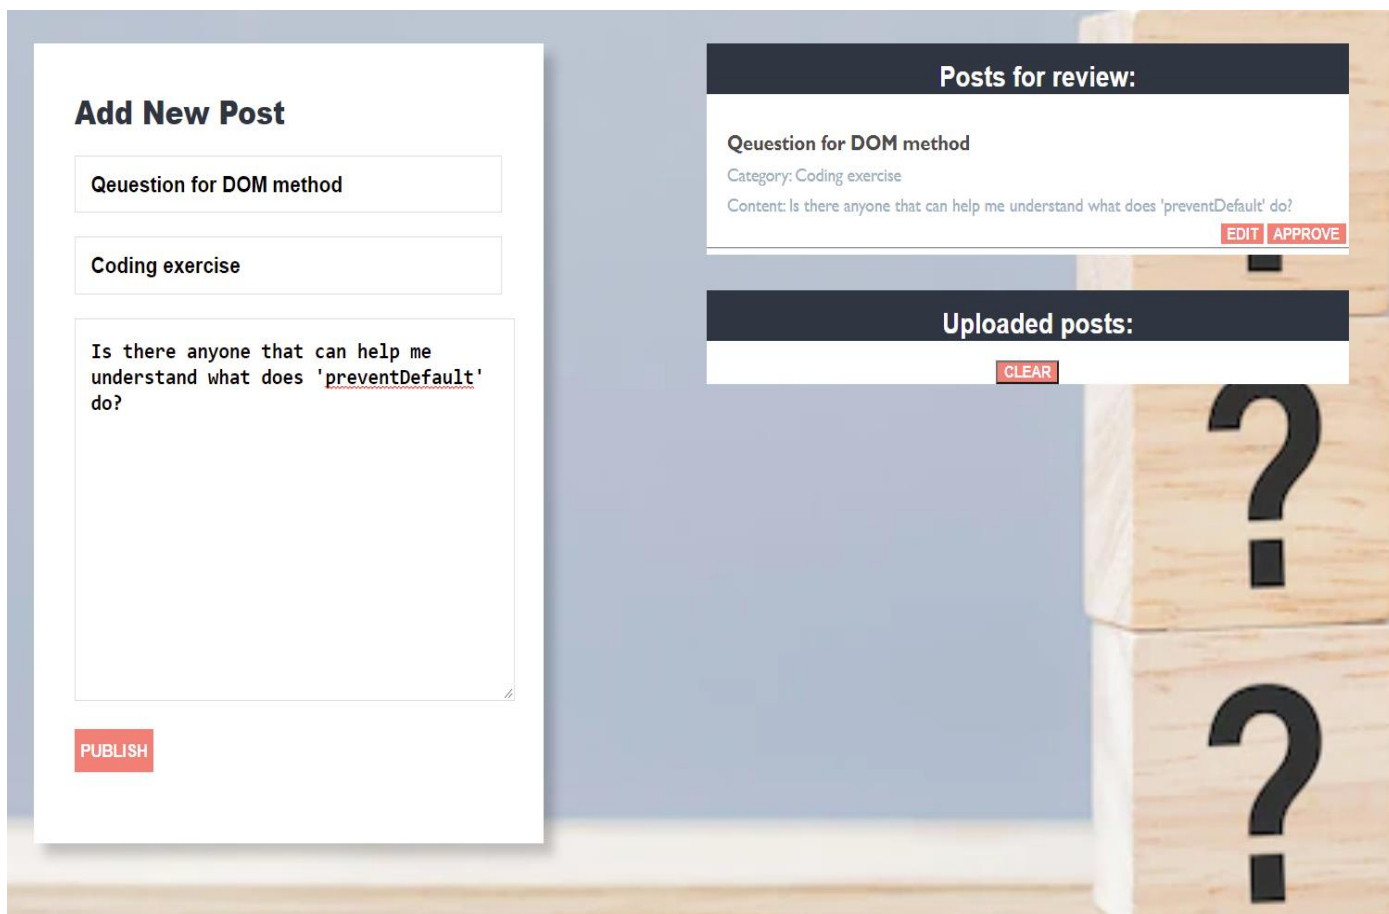 Add New Post
Qeuestion for DOM method
Coding exercise
Is there anyone that can help me
understand what does 'preventDefault'
do?
PUBLISH
Posts for review:
Qeuestion for DOM method
Category: Coding exercise
Content: Is there anyone that can help me understand what does 'preventDefault' do?
EDIT APPROVE
Uploaded posts:
CLEAR
?
?
?